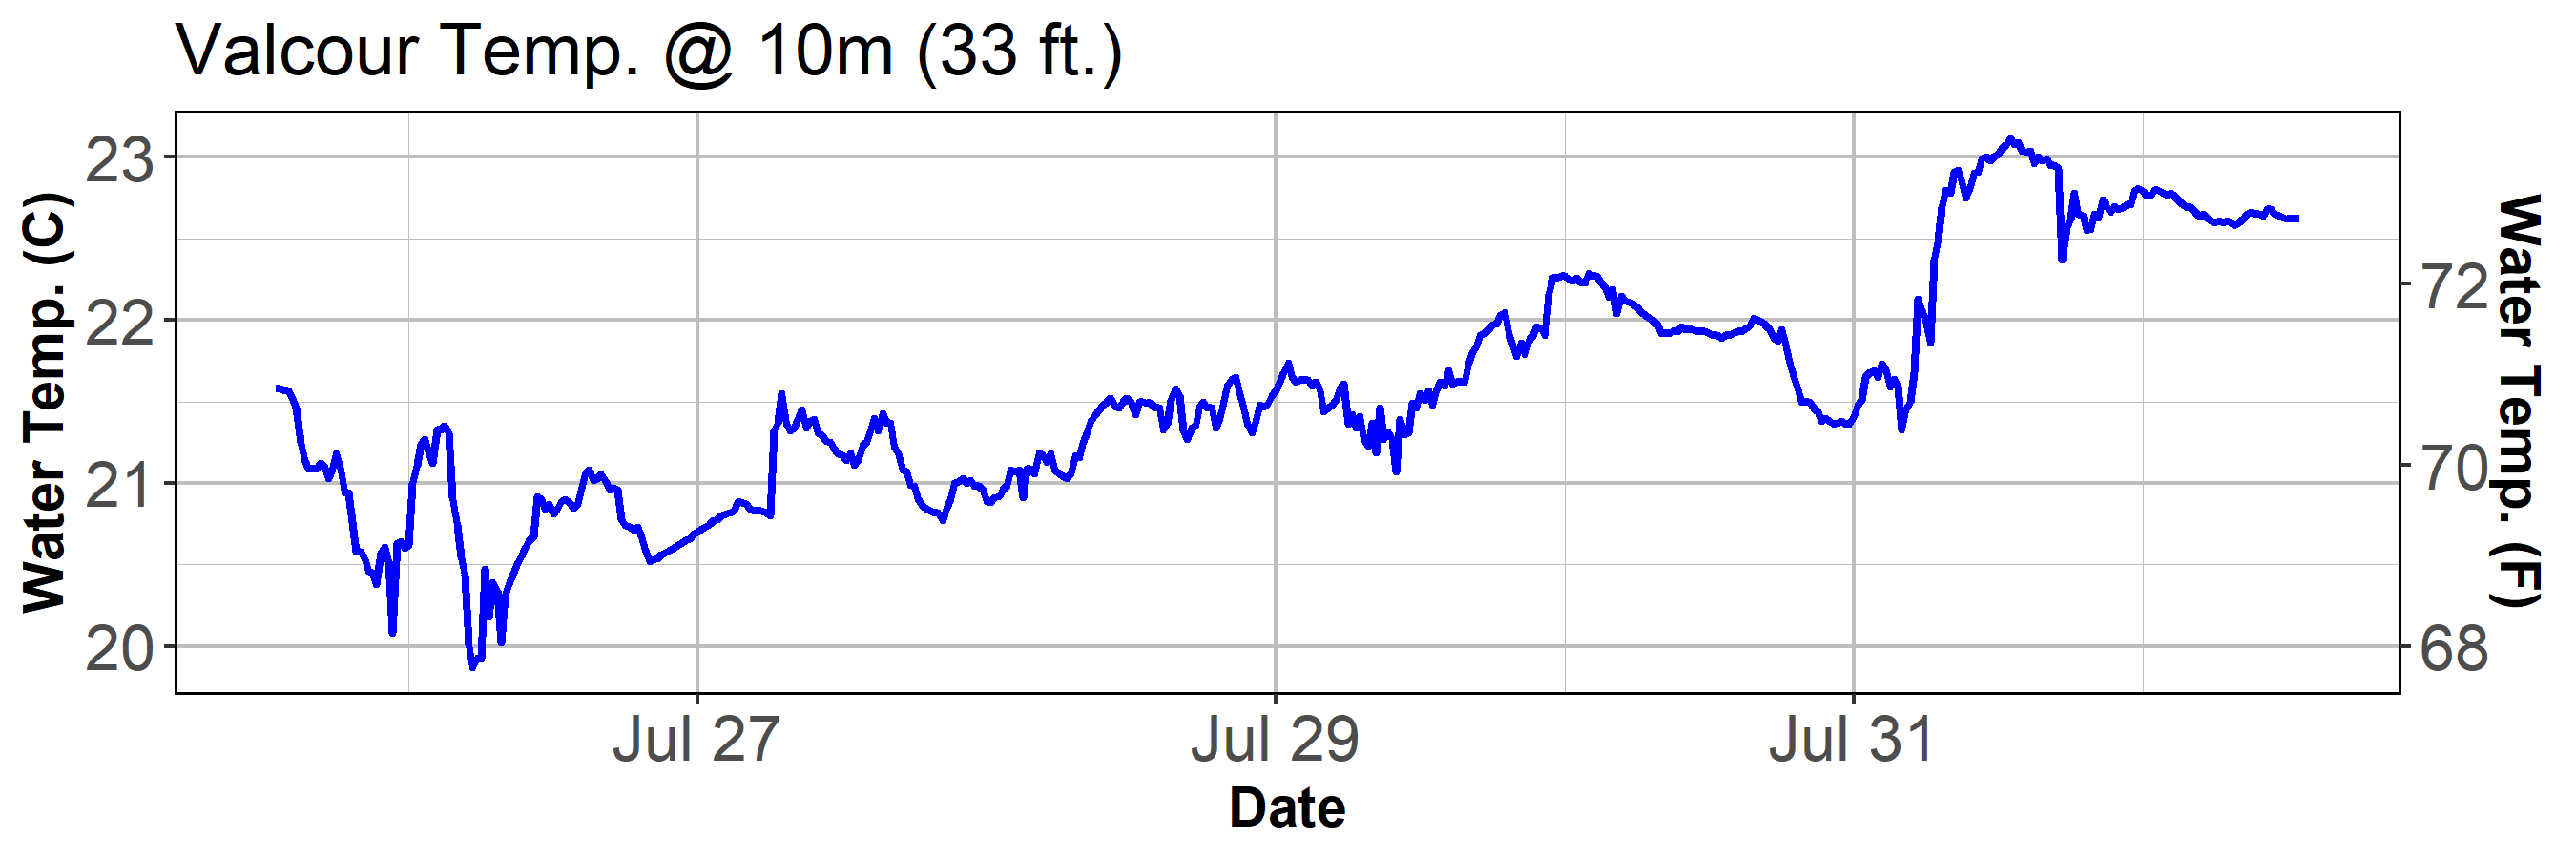 Valcour Temp. @ 10m (33 ft.)
Water Temp. (C)
23
22
21
20
72
70
68
Water Temp. (F)
Jul 27
Jul 29
Jul 31
Date